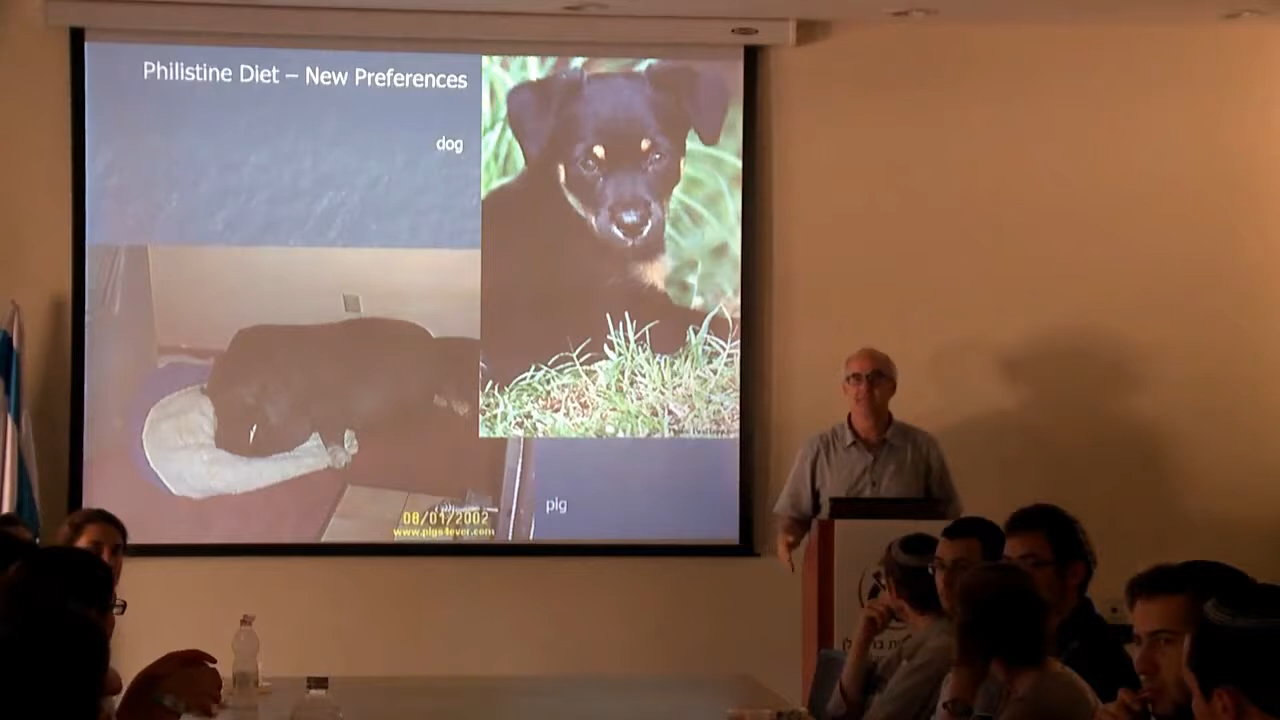 Philistine Diet – New Preferences
dog
pig
08/01/2002
www.pigs4ever.com